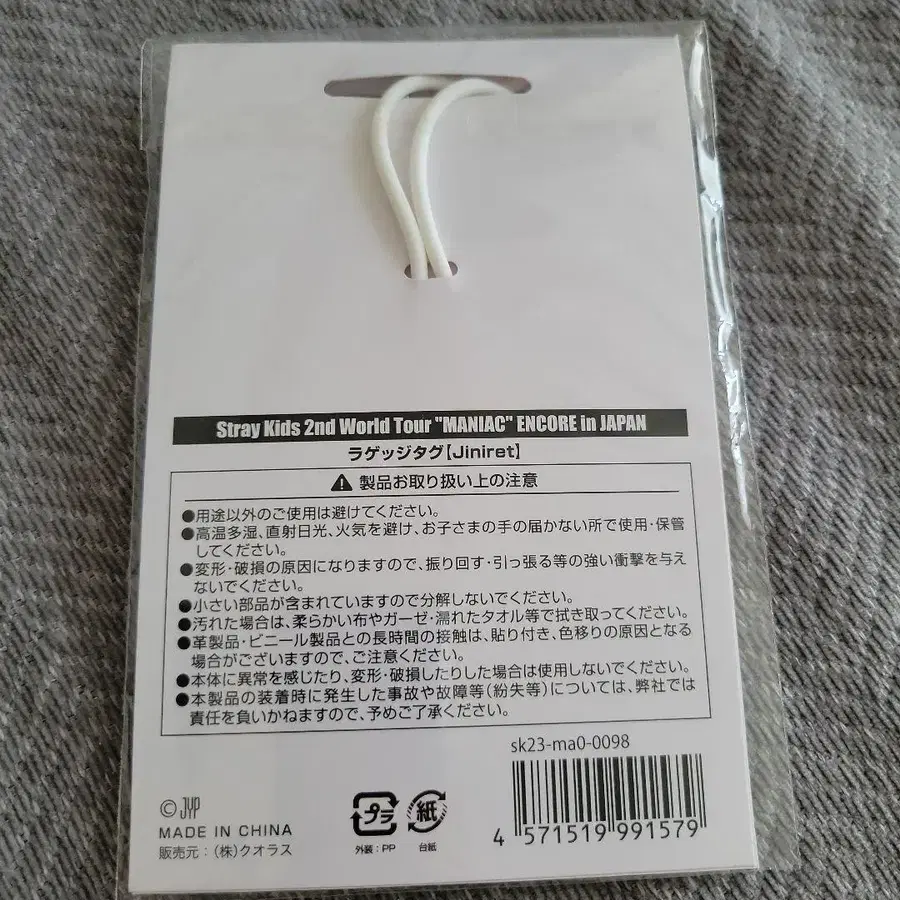 Stray Kids 2nd World Tour "MANIAC" ENCORE in JAPAN
ラゲッジタグ【Jiniret】
製品お取り扱い上の注意
●用途以外のご使用は避けてください。
●高温多湿、直射日光、火気を避け、お子さまの手の届かない所で使用・保管
してください。
●変形・破損の原因になりますので、振り回す・引っ張る等の強い衝撃を与え
ないでください。
●小さい部品が含まれていますので分解しないでください。
●汚れた場合は、柔らかい布やガーゼ・濡れたタオル等で拭き取ってください。
●革製品・ビニール製品との長時間の接触は、貼り付き、色移りの原因となる
場合がございますので、ご注意ください。
●本体に異常を感じたり、変形・破損したりした場合は使用しないでください。
●本製品の装着時に発生した事故や故障等(紛失等)については、弊社では
責任を負いかねますので、予めご了承ください。
sk23-ma0-0098
4 571519 991579
© JYP
MADE IN CHINA
販売元：(株)クオラス
プラ
外装：PP
紙
台紙